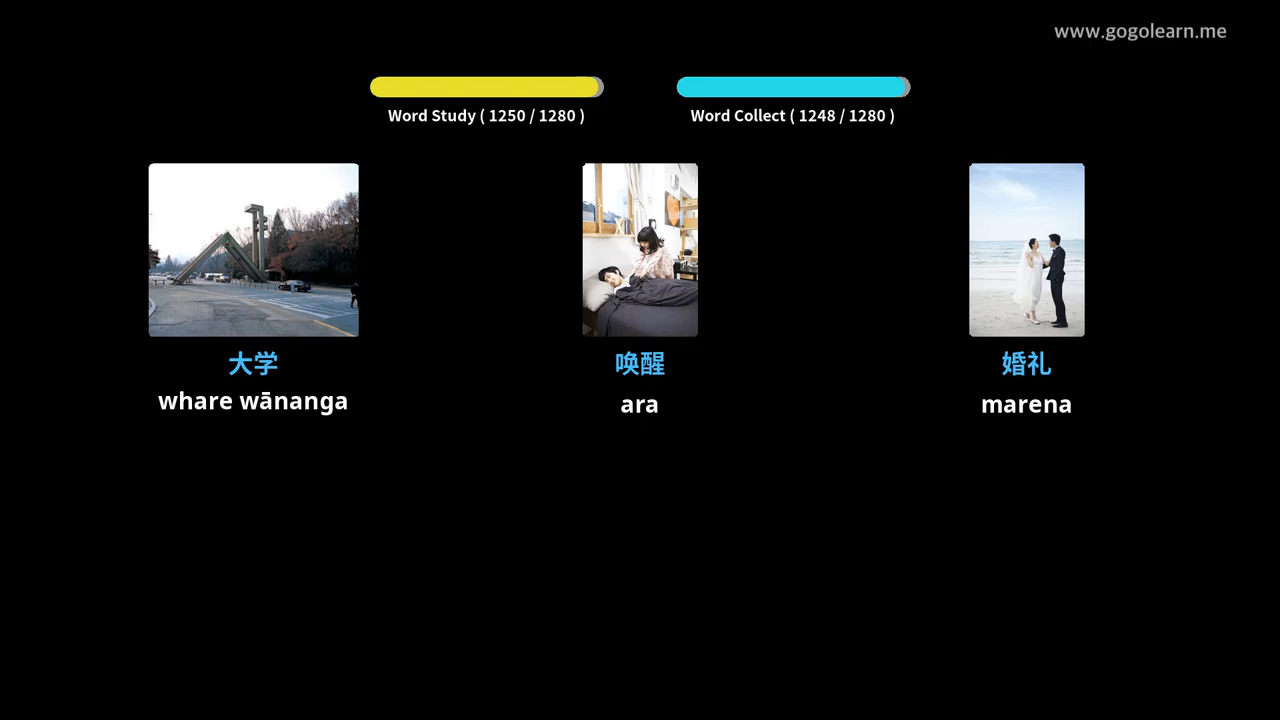 www.gogolearn.me
Word Study ( 1250 / 1280 )
Word Collect ( 1248 / 1280 )
大学
whare wānanga
唤醒
ara
婚礼
marena